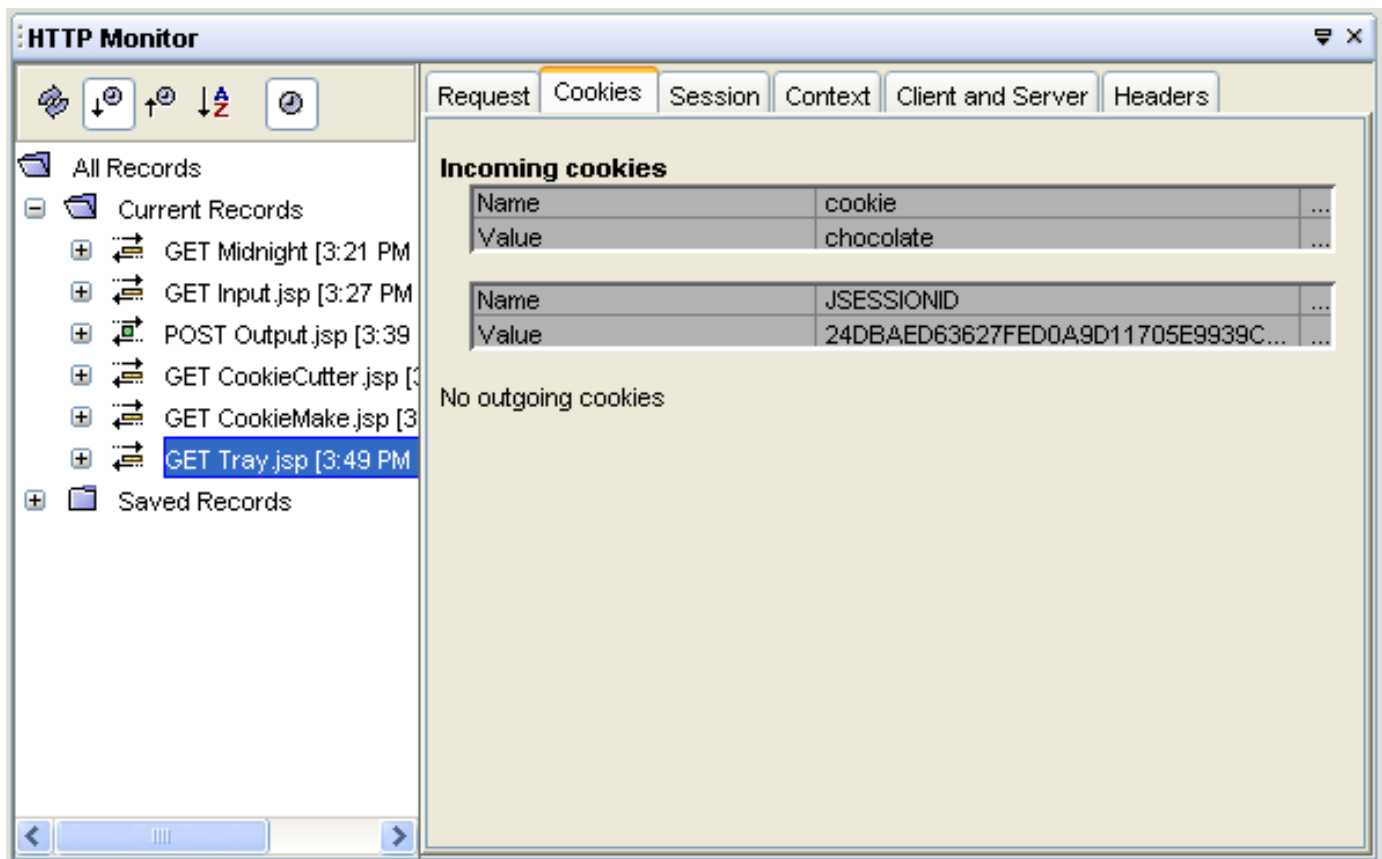 HTTP Monitor
Request Cookies Session Context Client and Server Headers
All Records
Current Records
GET Midnight [3:21 PM
GET Input.jsp [3:27 PM
POST Output.jsp [3:39
GET CookieCutter.jsp [3
GET CookieMake.jsp [3
GET Tray.jsp [3:49 PM
Saved Records
Incoming cookies
Name cookie ...
Value chocolate ...
Name JSESSIONID ...
Value 24DBAED63627FED0A9D11705E9939C... ...
No outgoing cookies